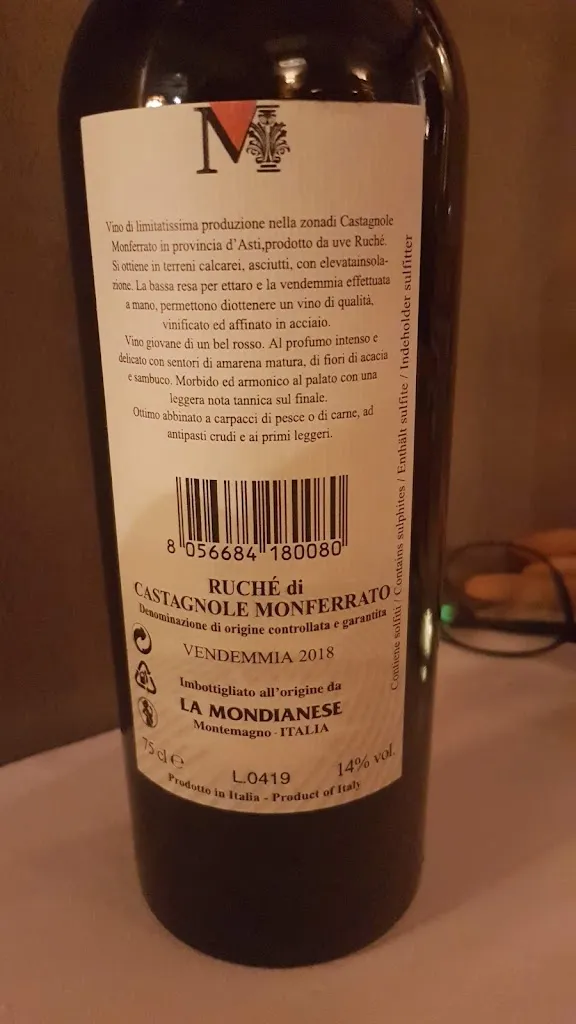 M
Vino di limitatissima produzione nella zonadi Castagnole
Monferrato in provincia d'Asti,prodotto da uve Ruché.
Si ottiene in terreni calcarei, asciutti, con elevatainsola-
zione. La bassa resa per ettaro e la vendemmia effettuata
a mano, permettono diottenere un vino di qualità,
vinificato ed affinato in acciaio.
Vino giovane di un bel rosso. Al profumo intenso e
delicato con sentori di amarena matura, di fiori di acacia
e sambuco. Morbido ed armonico al palato con una
leggera nota tannica sul finale.
Ottimo abbinato a carpacci di pesce o di carne, ad
antipasti crudi e ai primi leggeri.
8 056684 180080
RUCHÉ di
CASTAGNOLE MONFERRATO
Denominazione di origine controllata e garantita
VENDEMMIA 2018
Imbottigliato all'origine da
LA MONDIANESE
Montemagno - ITALIA
75 cl e
L.0419
14% vol.
Prodotto in Italia - Product of Italy
Contiene solfiti / Contains sulphites / Enthält sulfite / Indeholder sulfitter